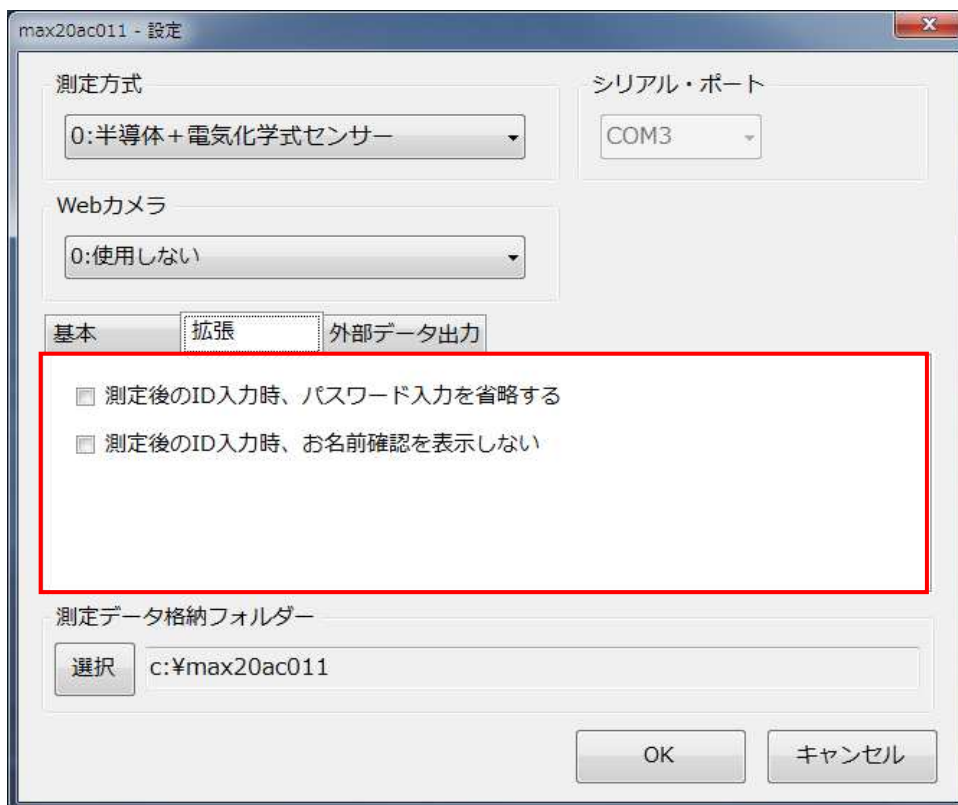 max20ac011 - 設定
測定方式
シリアル・ポート
0:半導体＋電気化学式センサー
COM3
Webカメラ
0:使用しない
基本
拡張
外部データ出力
測定後のID入力時、パスワード入力を省略する
測定後のID入力時、お名前確認を表示しない
測定データ格納フォルダー
選択
c:¥max20ac011
OK
キャンセル